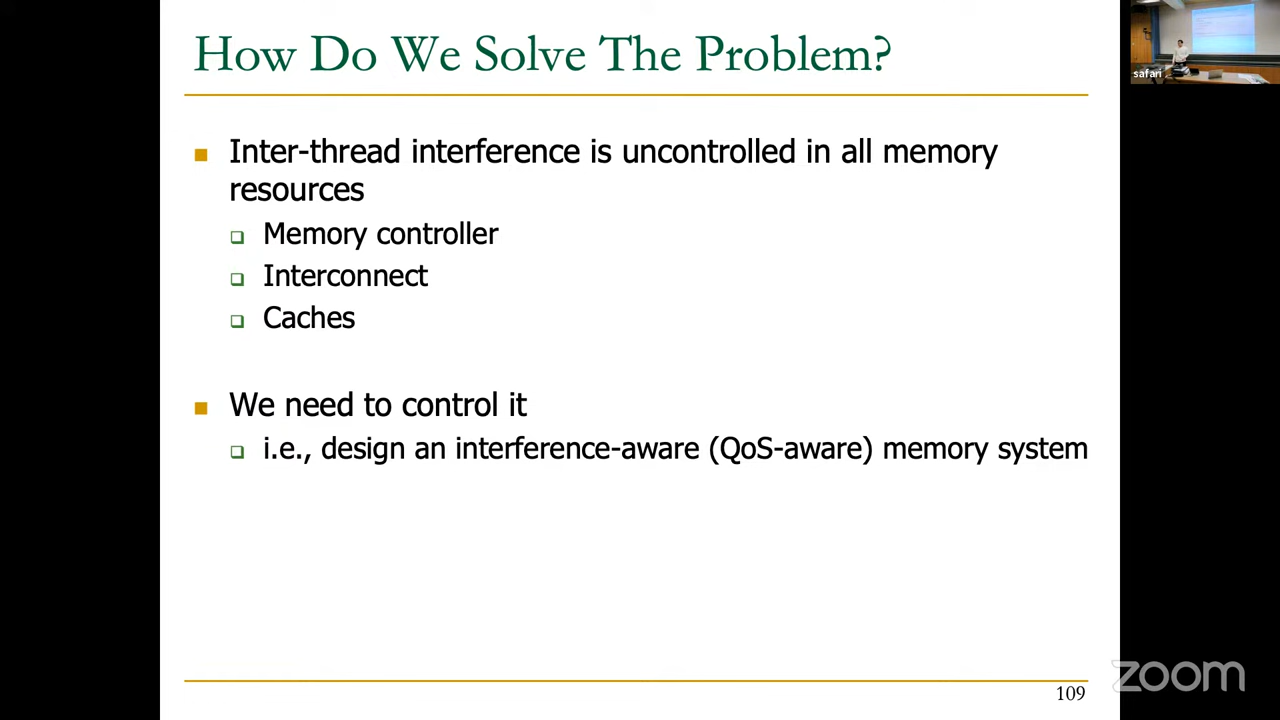 How Do We Solve The Problem?
safari
Inter-thread interference is uncontrolled in all memory
resources
Memory controller
Interconnect
Caches
We need to control it
i.e., design an interference-aware (QoS-aware) memory system
109
zoom